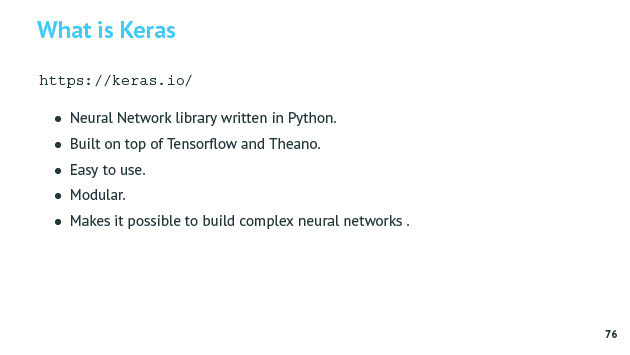 What is Keras
https://keras.io/
• Neural Network library written in Python.
• Built on top of Tensorflow and Theano.
• Easy to use.
• Modular.
• Makes it possible to build complex neural networks .
76